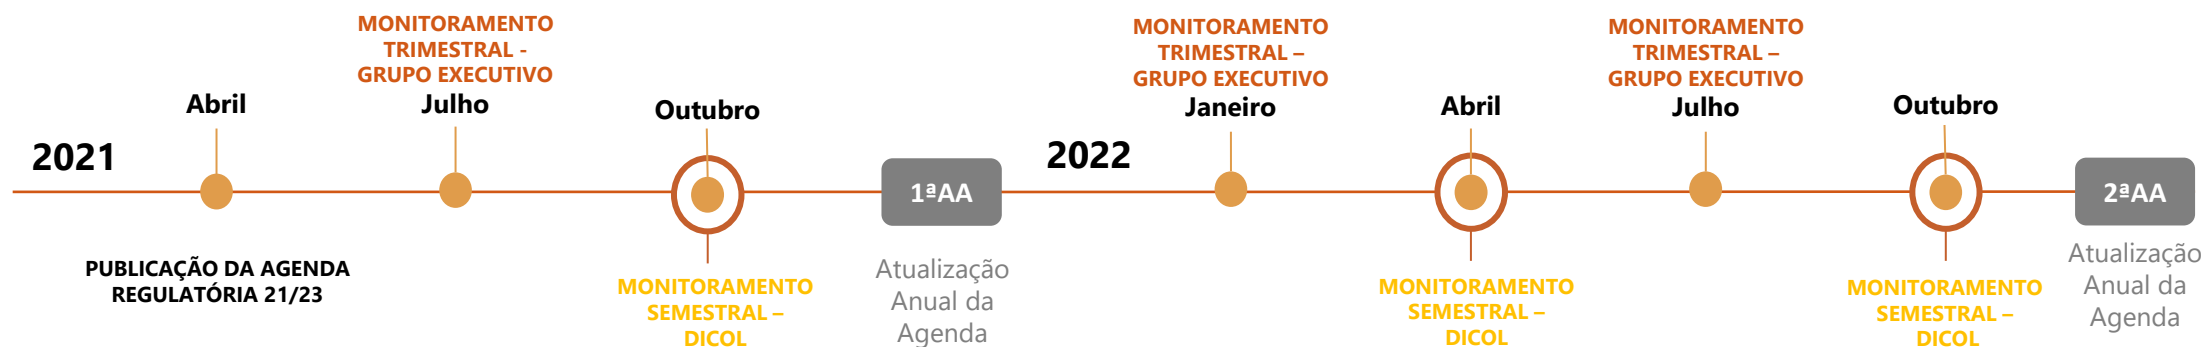 2021
Abril
PUBLICAÇÃO DA AGENDA
REGULATÓRIA 21/23
MONITORAMENTO
TRIMESTRAL -
GRUPO EXECUTIVO
Julho
Outubro
MONITORAMENTO
SEMESTRAL –
DICOL
1ªAA
Atualização
Anual da
Agenda
2022
MONITORAMENTO
TRIMESTRAL –
GRUPO EXECUTIVO
Janeiro
Abril
MONITORAMENTO
SEMESTRAL –
DICOL
MONITORAMENTO
TRIMESTRAL –
GRUPO EXECUTIVO
Julho
Outubro
MONITORAMENTO
SEMESTRAL –
DICOL
2ªAA
Atualização
Anual da
Agenda